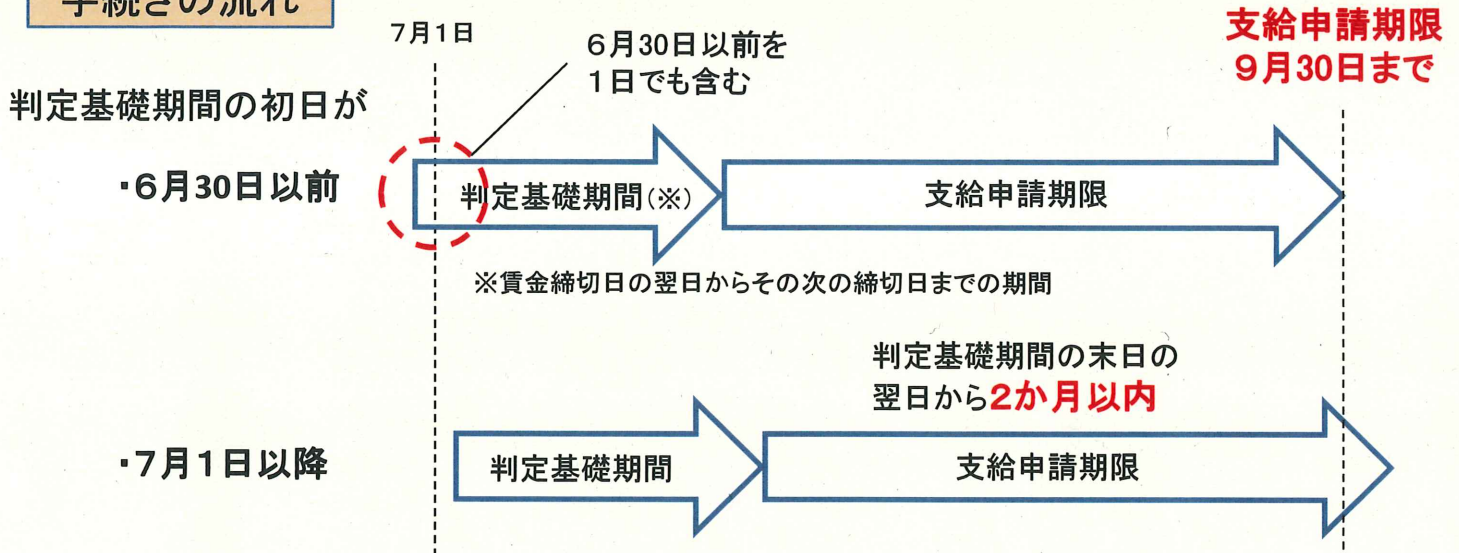 手続きの流れ
7月1日
6月30日以前を
1日でも含む
支給申請期限
9月30日まで
判定基礎期間の初日が
・6月30日以前
判定基礎期間(※)
支給申請期限
※賃金締切日の翌日からその次の締切日までの期間
判定基礎期間の末日の
翌日から2か月以内
・7月1日以降
判定基礎期間
支給申請期限